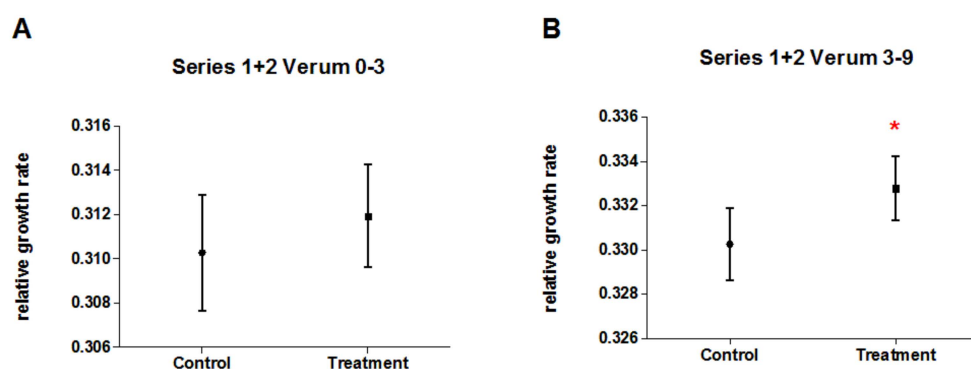 A
Series 1+2 Verum 0-3
relative growth rate
0.316
0.314
0.312
0.310
0.308
0.306
Control Treatment
B
Series 1+2 Verum 3-9
relative growth rate
0.336
*
0.334
0.332
0.330
0.328
0.326
Control Treatment